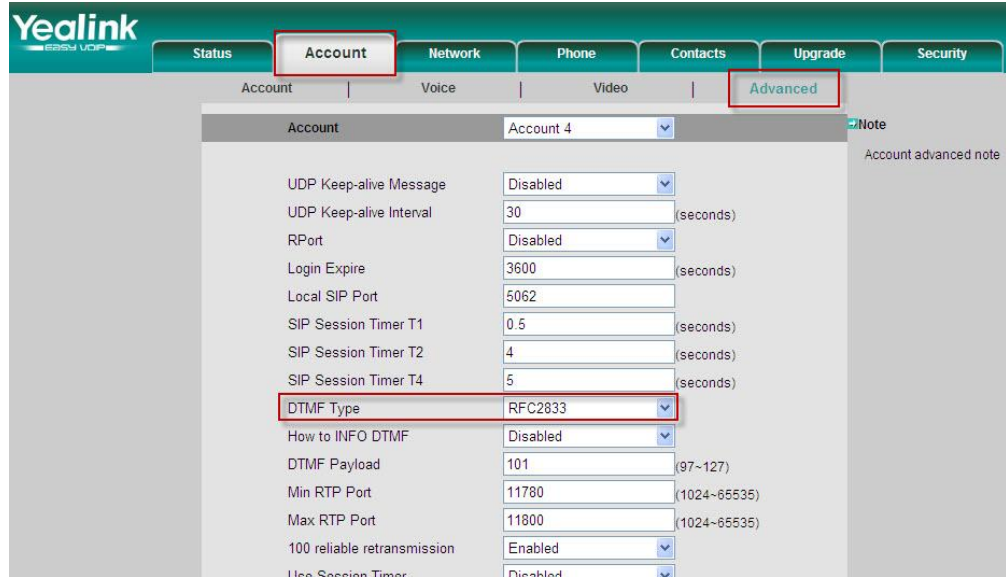 Yealink
EASY VOIP
Status Account Network Phone Contacts Upgrade Security
Account | Voice | Video | Advanced
Account Account 4 Note
Account advanced note
UDP Keep-alive Message Disabled
UDP Keep-alive Interval 30 (seconds)
RPort Disabled
Login Expire 3600 (seconds)
Local SIP Port 5062
SIP Session Timer T1 0.5 (seconds)
SIP Session Timer T2 4 (seconds)
SIP Session Timer T4 5 (seconds)
DTMF Type RFC2833
How to INFO DTMF Disabled
DTMF Payload 101 (97~127)
Min RTP Port 11780 (1024~65535)
Max RTP Port 11800 (1024~65535)
100 reliable retransmission Enabled
Use Session Timer Disabled